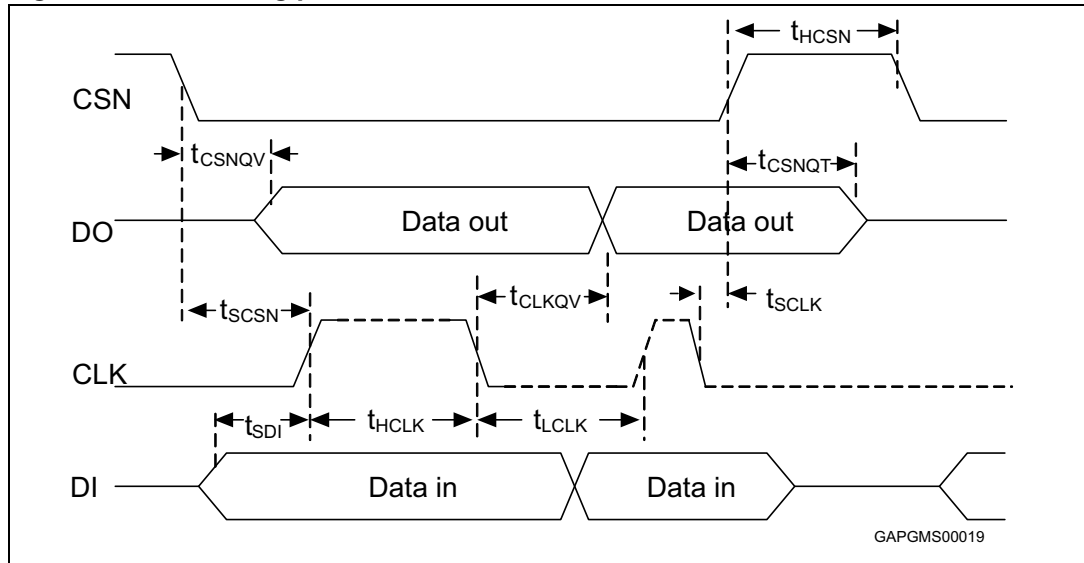 tHCSN
CSN
tCSNQV
tCSNQT
DO
Data out
Data out
tSCSN
tCLKQV
tSCLK
CLK
tSDI
tHCLK
tLCLK
DI
Data in
Data in
GAPGMS00019